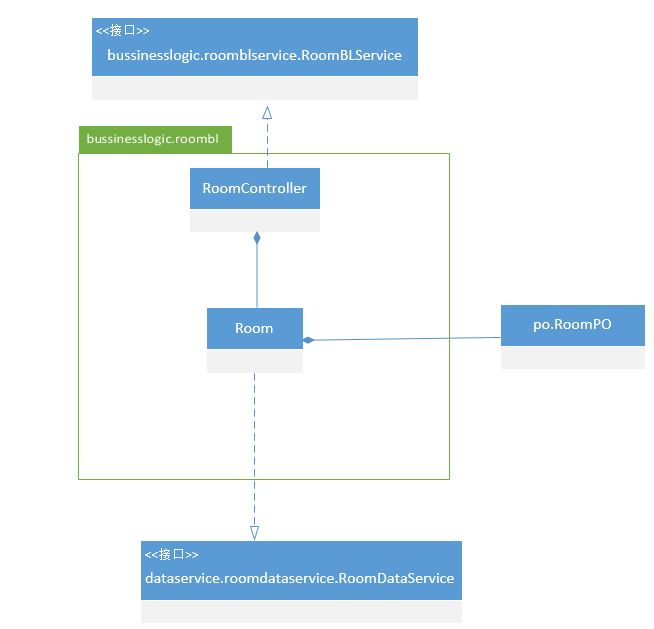 <<接口>>
bussinesslogic.roomblservice.RoomBLService
bussinesslogic.roombl
RoomController
Room
po.RoomPO
<<接口>>
dataservice.roomdataservice.RoomDataService